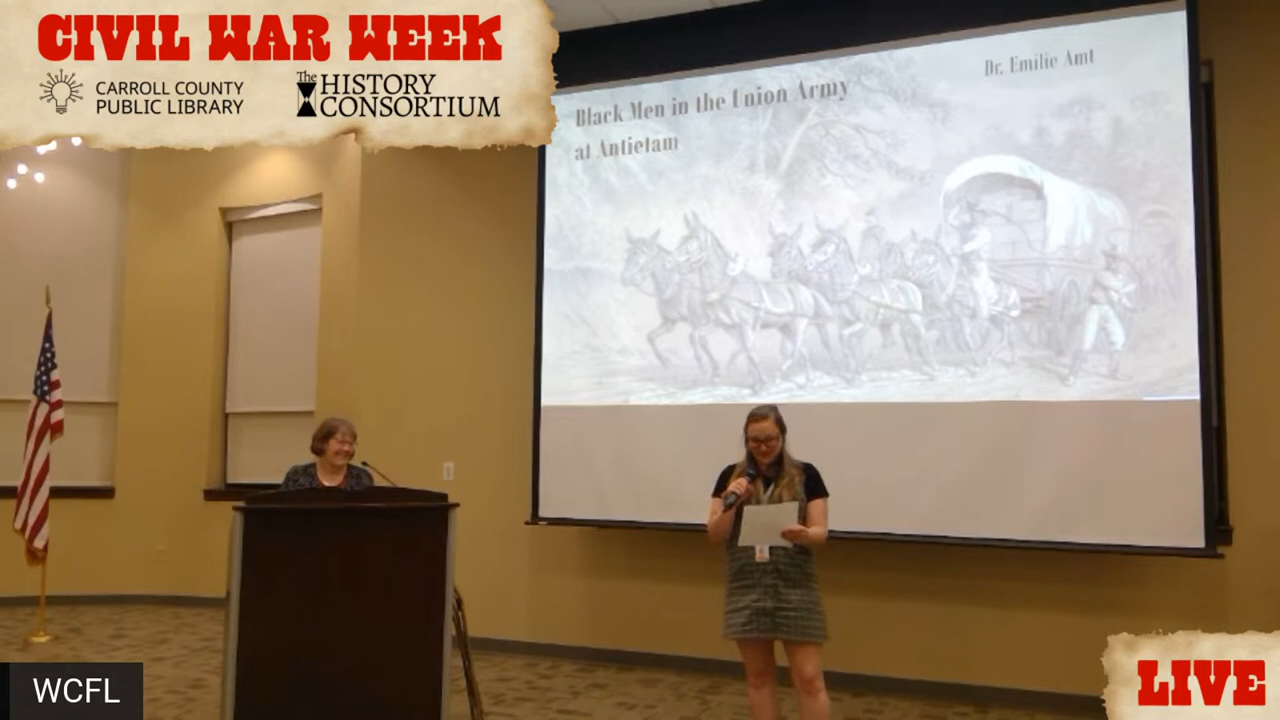 CIVIL WAR WEEK
CARROLL COUNTY
PUBLIC LIBRARY
The HISTORY
CONSORTIUM
Dr. Emilie Amt
Black Men in the Union Army
at Antietam
WCFL
LIVE